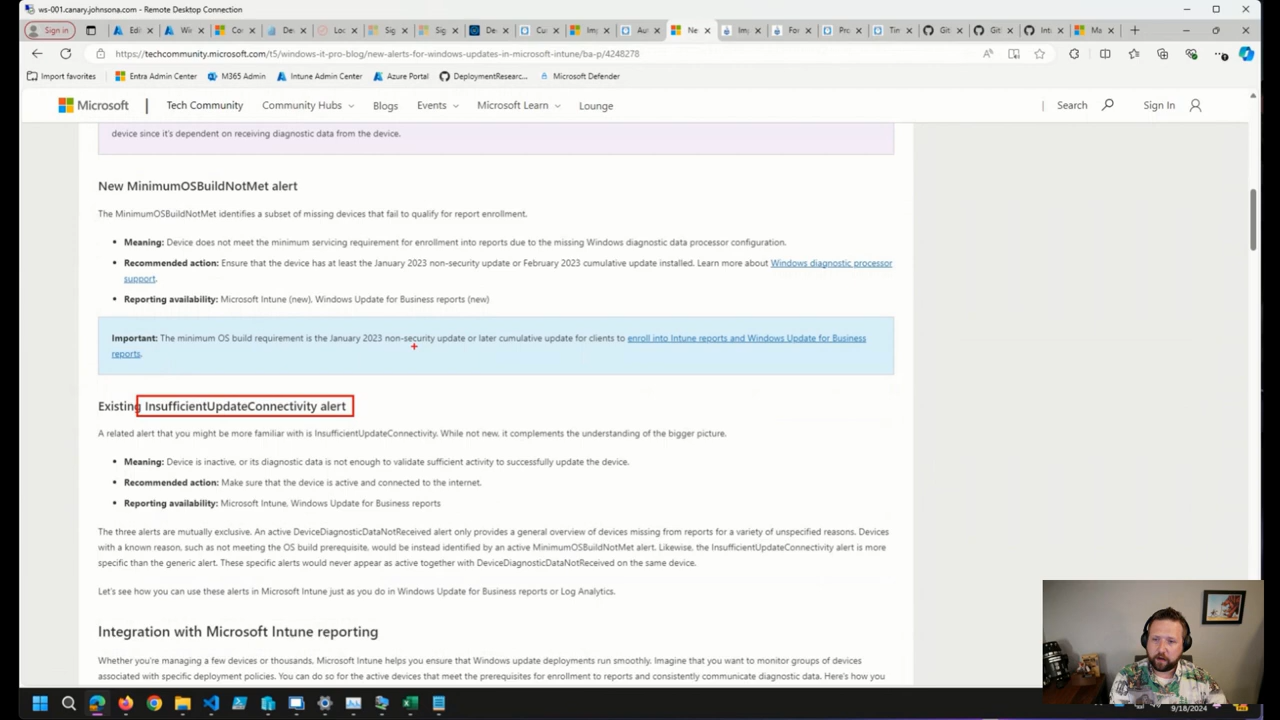 ws-001.canary.johnsona.com - Remote Desktop Connection
Sign in
https://techcommunity.microsoft.com/t5/windows-it-pro-blog/new-alerts-for-windows-updates-in-microsoft-intune/ba-p/4248278
Import favorites Entra Admin Center M365 Admin Intune Admin Center Azure Portal DeploymentResearc... Microsoft Defender
Microsoft Tech Community Community Hubs Blogs Events Microsoft Learn Lounge Search Sign In
device since it's dependent on receiving diagnostic data from the device.
New MinimumOSBuildNotMet alert
The MinimumOSBuildNotMet identifies a subset of missing devices that fail to qualify for report enrollment.
• Meaning: Device does not meet the minimum servicing requirement for enrollment into reports due to the missing Windows diagnostic data processor configuration.
• Recommended action: Ensure that the device has at least the January 2023 non-security update or February 2023 cumulative update installed. Learn more about Windows diagnostic processor
support.
• Reporting availability: Microsoft Intune (new), Windows Update for Business reports (new)
Important: The minimum OS build requirement is the January 2023 non-security update or later cumulative update for clients to enroll into Intune reports and Windows Update for Business
reports.
Existing InsufficientUpdateConnectivity alert
A related alert that you might be more familiar with is InsufficientUpdateConnectivity. While not new, it complements the understanding of the bigger picture.
• Meaning: Device is inactive, or its diagnostic data is not enough to validate sufficient activity to successfully update the device.
• Recommended action: Make sure that the device is active and connected to the internet.
• Reporting availability: Microsoft Intune, Windows Update for Business reports
The three alerts are mutually exclusive. An active DeviceDiagnosticDataNotReceived alert only provides a general overview of devices missing from reports for a variety of unspecified reasons. Devices
with a known reason, such as not meeting the OS build prerequisite, would be instead identified by an active MinimumOSBuildNotMet alert. Likewise, the InsufficientUpdateConnectivity alert is more
specific than the generic alert. These specific alerts would never appear as active together with DeviceDiagnosticDataNotReceived on the same device.
Let's see how you can use these alerts in Microsoft Intune just as you do in Windows Update for Business reports or Log Analytics.
Integration with Microsoft Intune reporting
Whether you're managing a few devices or thousands, Microsoft Intune helps you ensure that Windows update deployments run smoothly. Imagine that you want to monitor groups of devices
associated with specific deployment policies. You can do so for the active devices that meet the prerequisites for enrollment to reports and consistently communicate diagnostic data. Here's how you
9/18/2024